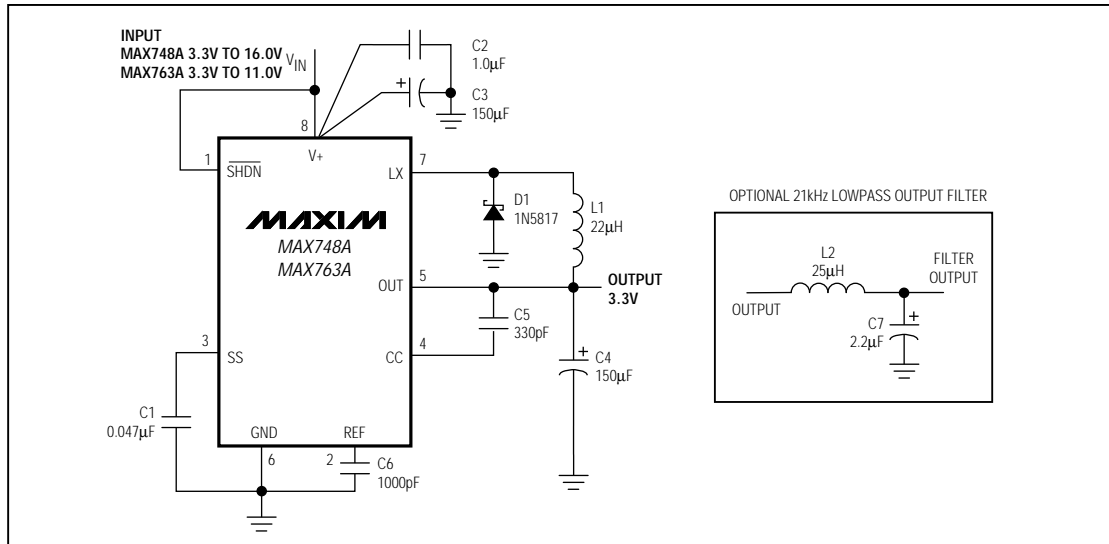 INPUT
MAX748A 3.3V TO 16.0V
MAX763A 3.3V TO 11.0V
VIN
C2
1.0μF
C3
150μF
+
8
V+
1
SHDN
LX
7
D1
1N5817
L1
22μH
MAXIM
MAX748A
MAX763A
OUT
5
OUTPUT
3.3V
C5
330pF
CC
4
+
C4
150μF
3
SS
C1
0.047μF
GND
6
REF
2
C6
1000pF
OPTIONAL 21kHz LOWPASS OUTPUT FILTER
L2
25μH
OUTPUT
FILTER
OUTPUT
+
C7
2.2μF